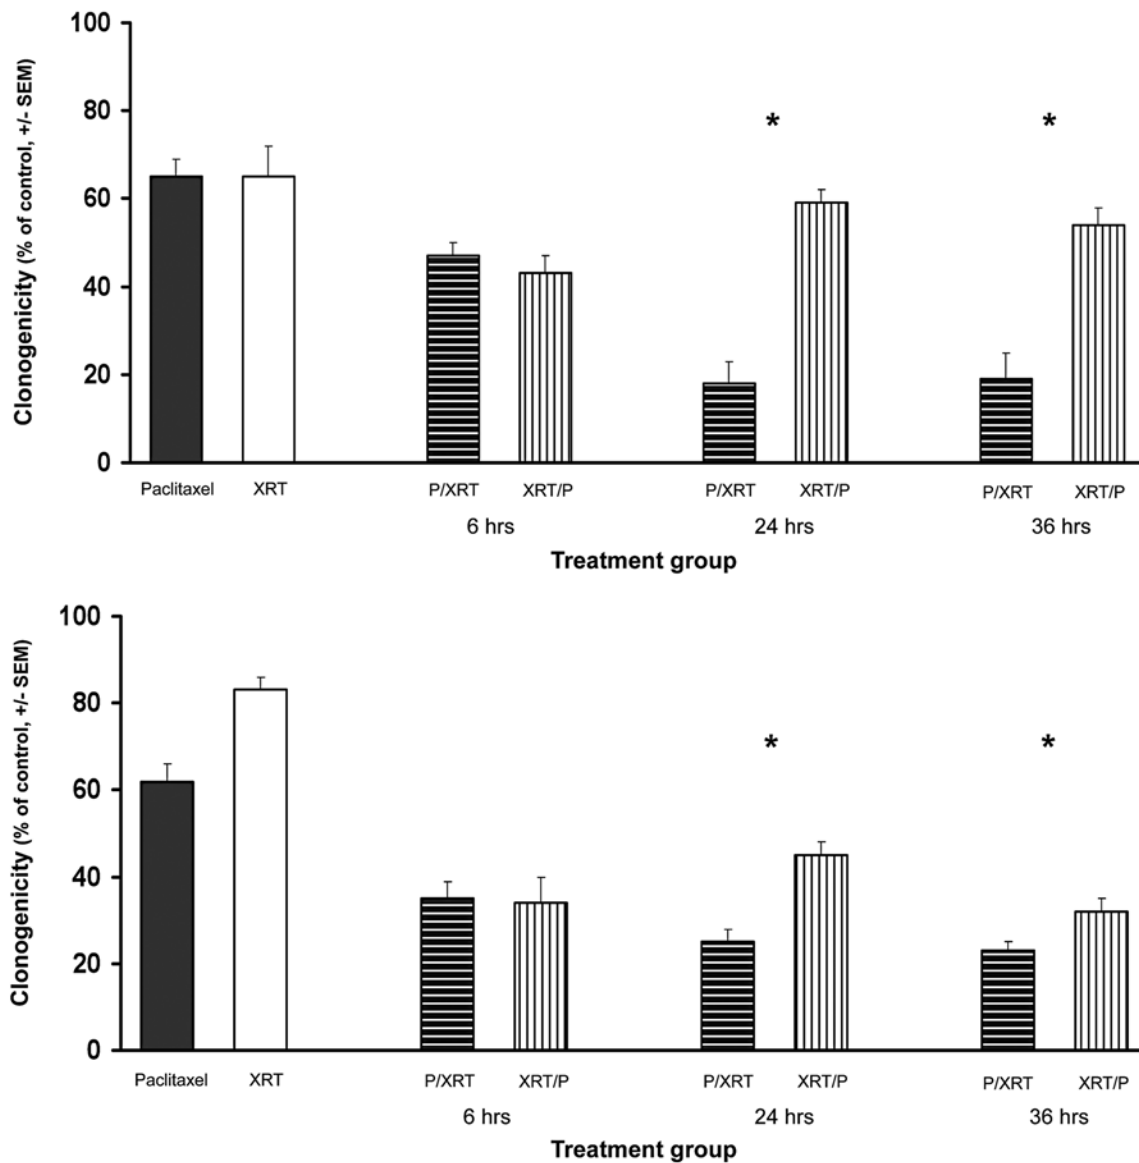 Clonogenicity (% of control, +/- SEM)
100
80
60
40
20
0
* *
Paclitaxel XRT P/XRT XRT/P P/XRT XRT/P P/XRT XRT/P
6 hrs 24 hrs 36 hrs
Treatment group
Clonogenicity (% of control, +/- SEM)
100
80
60
40
20
0
* *
Paclitaxel XRT P/XRT XRT/P P/XRT XRT/P P/XRT XRT/P
6 hrs 24 hrs 36 hrs
Treatment group